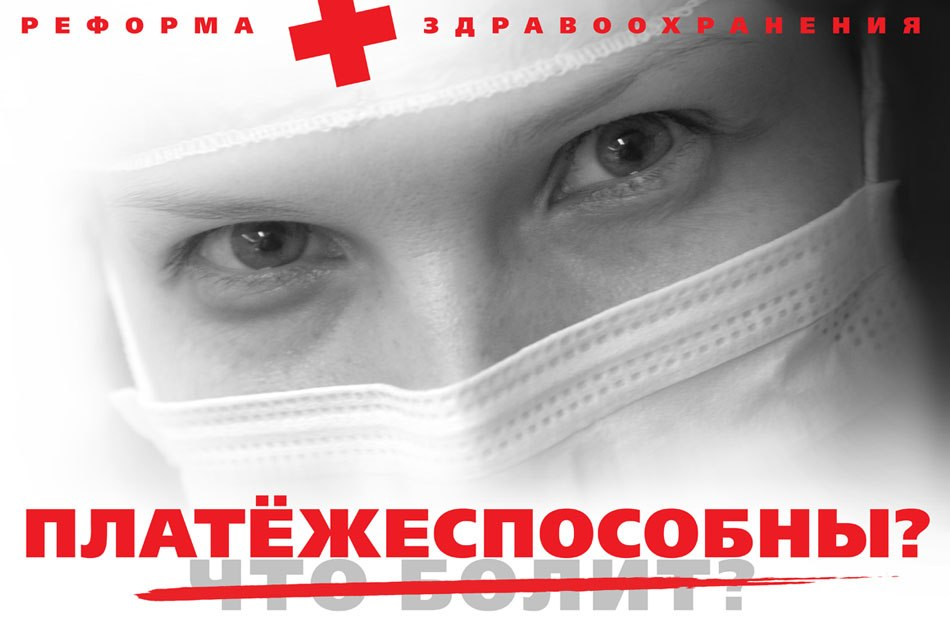 РЕФОРМА ЗДРАВООХРАНЕНИЯ
ПЛАТЁЖЕСПОСОБНЫ?
ЧТО БОЛИТ?